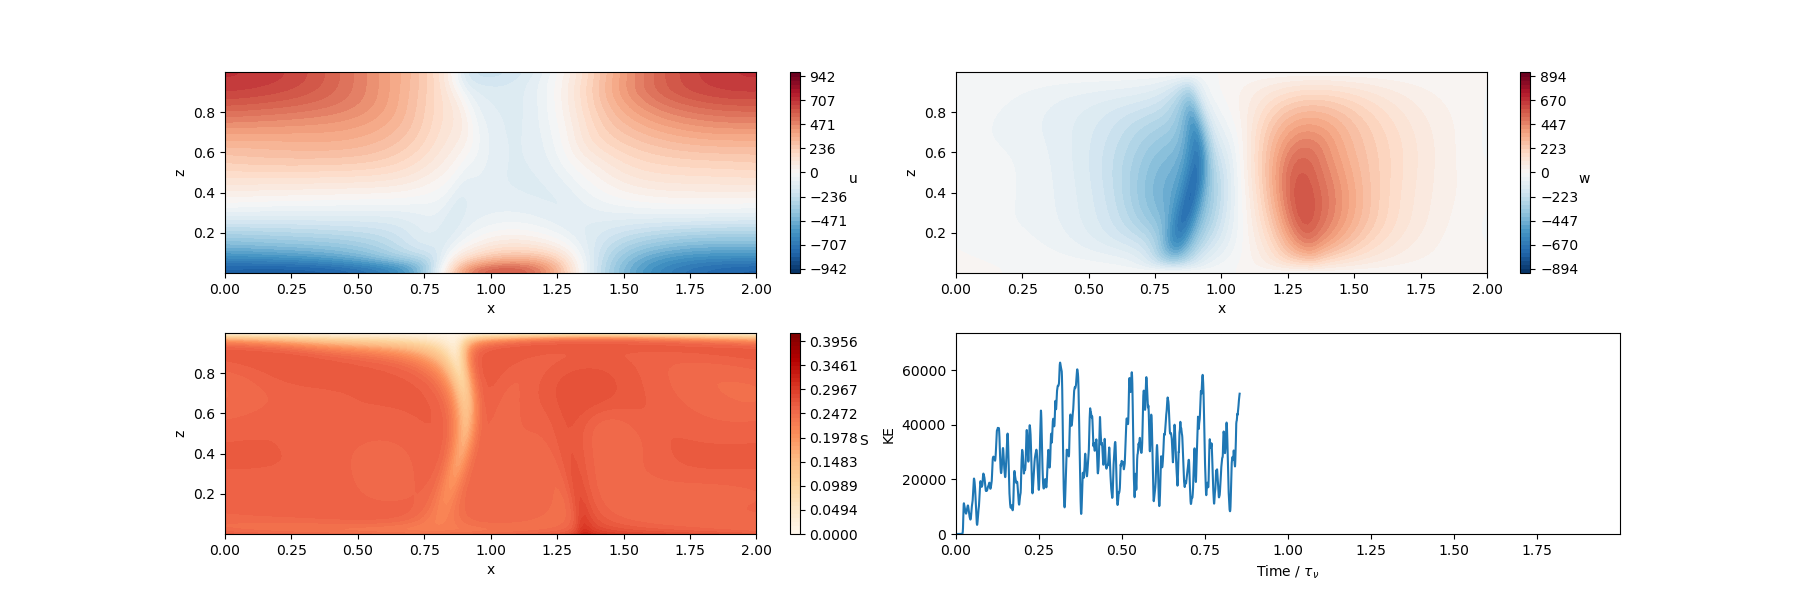 0.8
0.6
0.4
0.2
z
0.00 0.25 0.50 0.75 1.00 1.25 1.50 1.75 2.00
x
942
707
471
236
0
−236
−471
−707
−942
u
0.8
0.6
0.4
0.2
z
0.00 0.25 0.50 0.75 1.00 1.25 1.50 1.75 2.00
x
894
670
447
223
0
−223
−447
−670
−894
w
0.8
0.6
0.4
0.2
z
0.00 0.25 0.50 0.75 1.00 1.25 1.50 1.75 2.00
x
0.3956
0.3461
0.2967
0.2472
0.1978
0.1483
0.0989
0.0494
0.0000
S
60000
40000
20000
0
KE
0.00 0.25 0.50 0.75 1.00 1.25 1.50 1.75
Time / τν